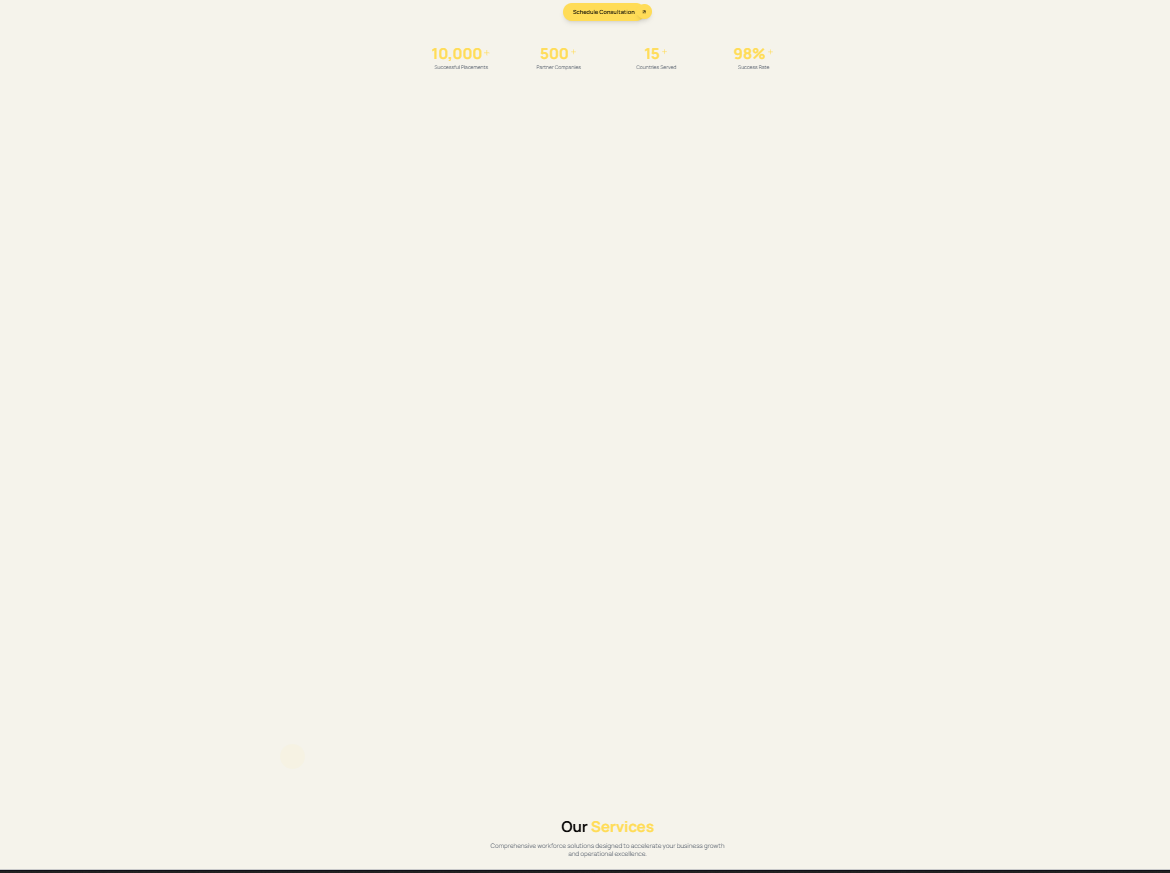 Schedule Consultation
10,000+ 500+ 15+ 98%+
Successful Placements Partner Companies Countries Served Success Rate
Our Services
Comprehensive workforce solutions designed to accelerate your business growth
and operational excellence.